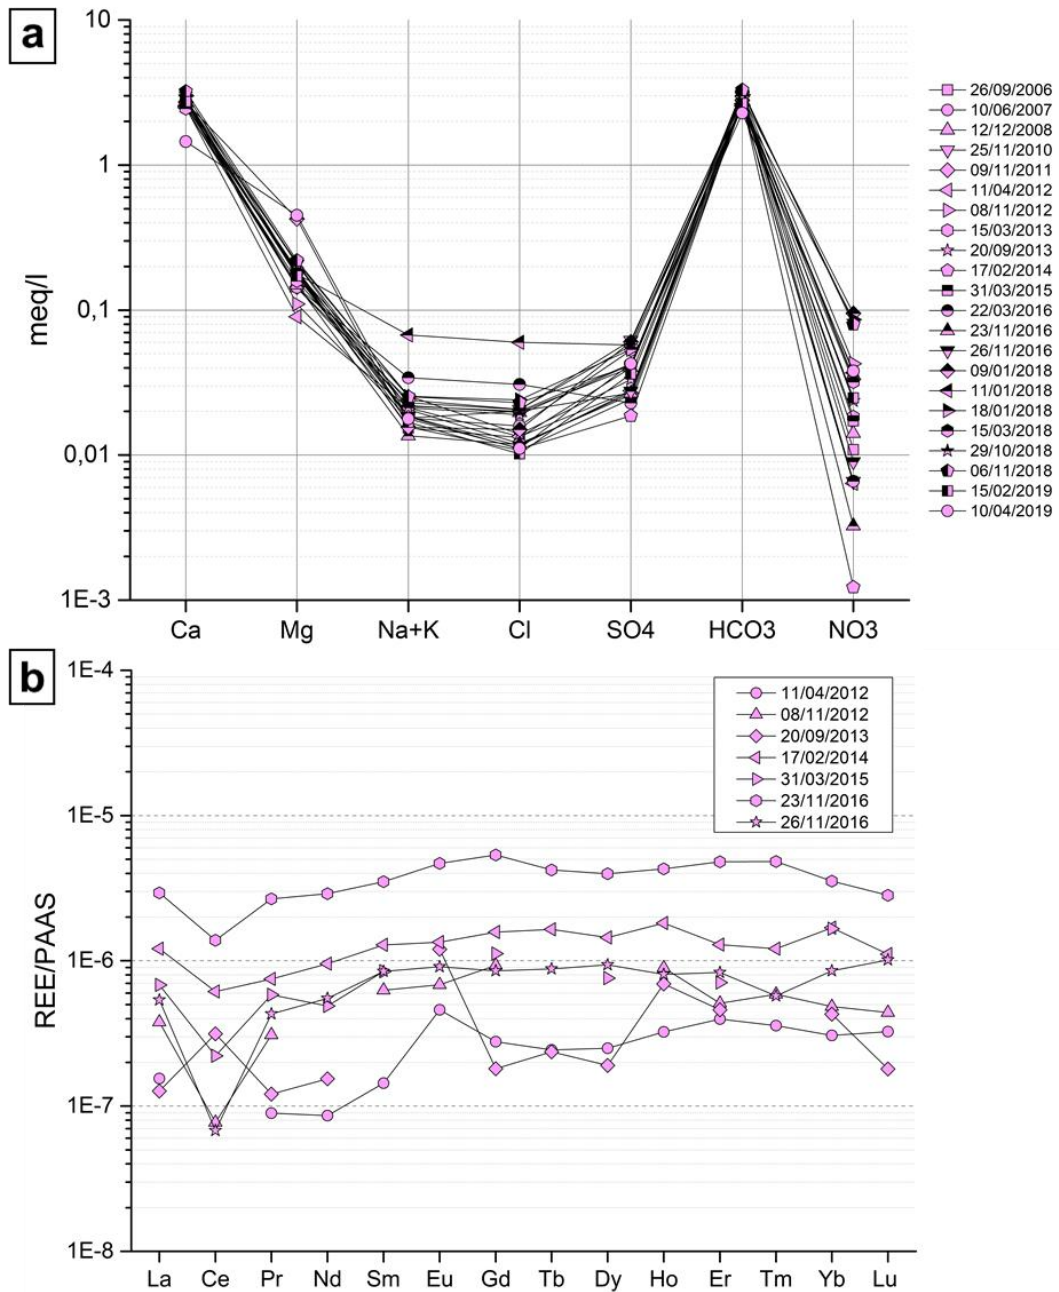 a
10
1
0,1
0,01
1E-3
meq/l
Ca Mg Na+K Cl SO4 HCO3 NO3
26/09/2006
10/06/2007
12/12/2008
25/11/2010
09/11/2011
11/04/2012
08/11/2012
15/03/2013
20/09/2013
17/02/2014
31/03/2015
22/03/2016
23/11/2016
26/11/2016
09/01/2018
11/01/2018
18/01/2018
15/03/2018
29/10/2018
06/11/2018
15/02/2019
10/04/2019
b
1E-4
1E-5
1E-6
1E-7
1E-8
REE/PAAS
11/04/2012
08/11/2012
20/09/2013
17/02/2014
31/03/2015
23/11/2016
26/11/2016
La Ce Pr Nd Sm Eu Gd Tb Dy Ho Er Tm Yb Lu